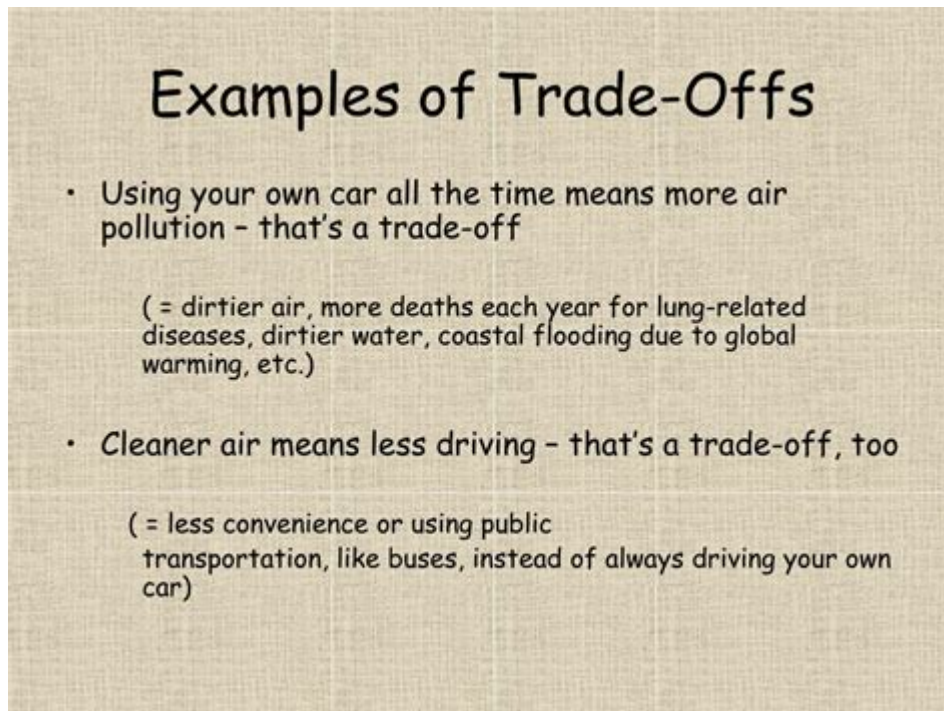 Examples of Trade-Offs
• Using your own car all the time means more air
pollution – that's a trade-off
( = dirtier air, more deaths each year for lung-related
diseases, dirtier water, coastal flooding due to global
warming, etc.)
• Cleaner air means less driving – that's a trade-off, too
( = less convenience or using public
transportation, like buses, instead of always driving your own
car)